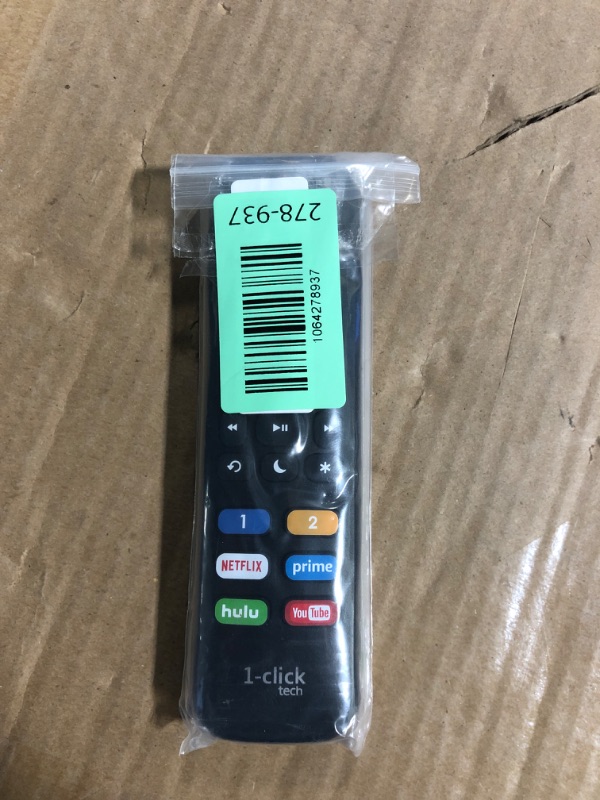 278-937
1064278937
1 2
NETFLIX prime
hulu YouTube
1-click
tech